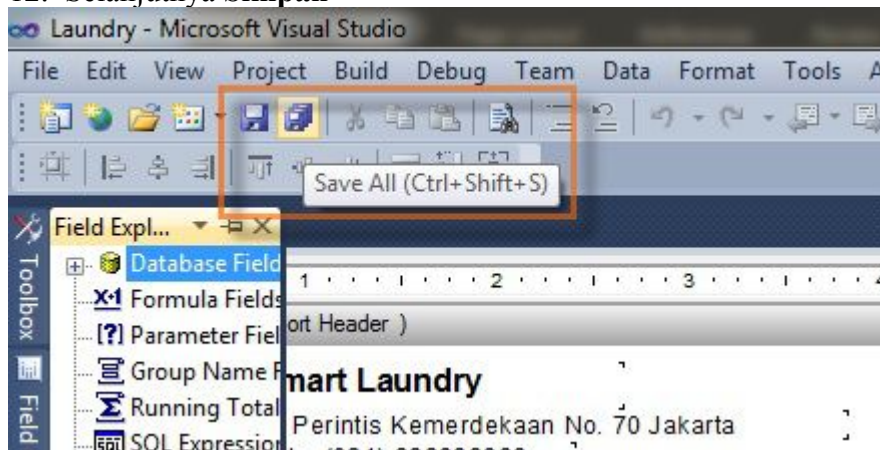 12. Selanjutnya Simpan
Laundry - Microsoft Visual Studio
File Edit View Project Build Debug Team Data Format Tools
Save All (Ctrl+Shift+S)
Field Expl...
Toolbox
Database Field
1 2 3
Formula Fields
Parameter Fiel
ort Header )
Group Name F
mart Laundry
Running Total
Perintis Kemerdekaan No. 70 Jakarta
Field
SQL Expression